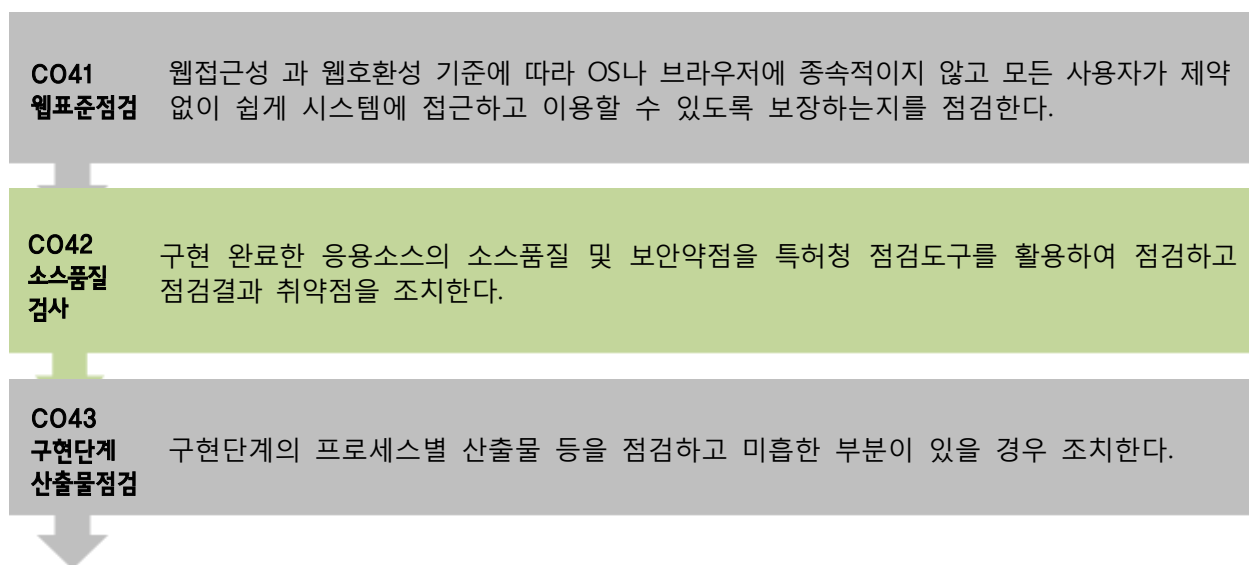 CO41
웹표준점검
웹접근성 과 웹호환성 기준에 따라 OS나 브라우저에 종속적이지 않고 모든 사용자가 제약
없이 쉽게 시스템에 접근하고 이용할 수 있도록 보장하는지를 점검한다.
CO42
소스품질
검사
구현 완료한 응용소스의 소스품질 및 보안약점을 특허청 점검도구를 활용하여 점검하고
점검결과 취약점을 조치한다.
CO43
구현단계
산출물점검
구현단계의 프로세스별 산출물 등을 점검하고 미흡한 부분이 있을 경우 조치한다.